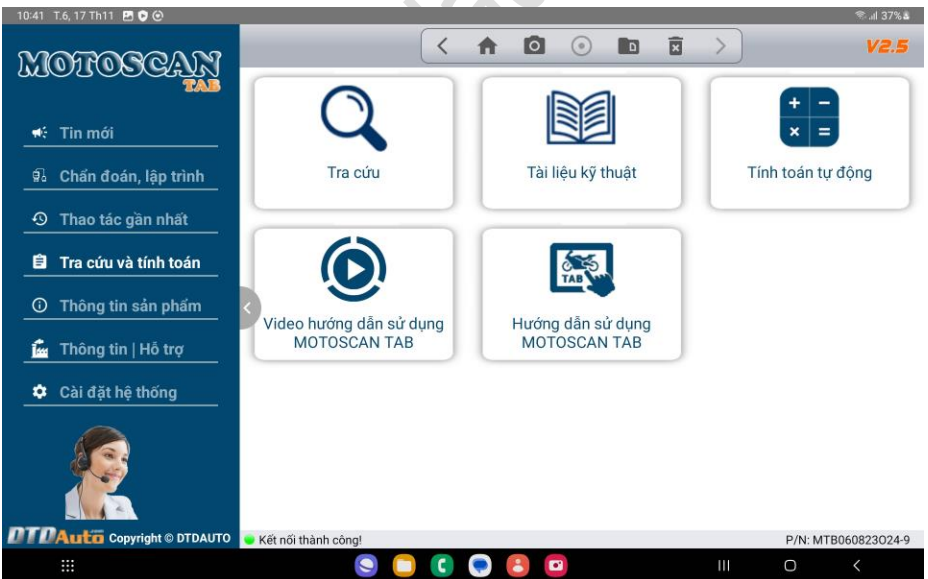 10:41 T.6, 17 Th11
37%
MOTOSCAN
TAB
V2.5
Tin mới
Chẩn đoán, lập trình
Thao tác gần nhất
Tra cứu và tính toán
Thông tin sản phẩm
Thông tin | Hỗ trợ
Cài đặt hệ thống
Tra cứu
Tài liệu kỹ thuật
Tính toán tự động
Video hướng dẫn sử dụng
MOTOSCAN TAB
TAB
Hướng dẫn sử dụng
MOTOSCAN TAB
DTDAuto Copyright © DTDAUTO
Kết nối thành công!
P/N: MTB060823O24-9